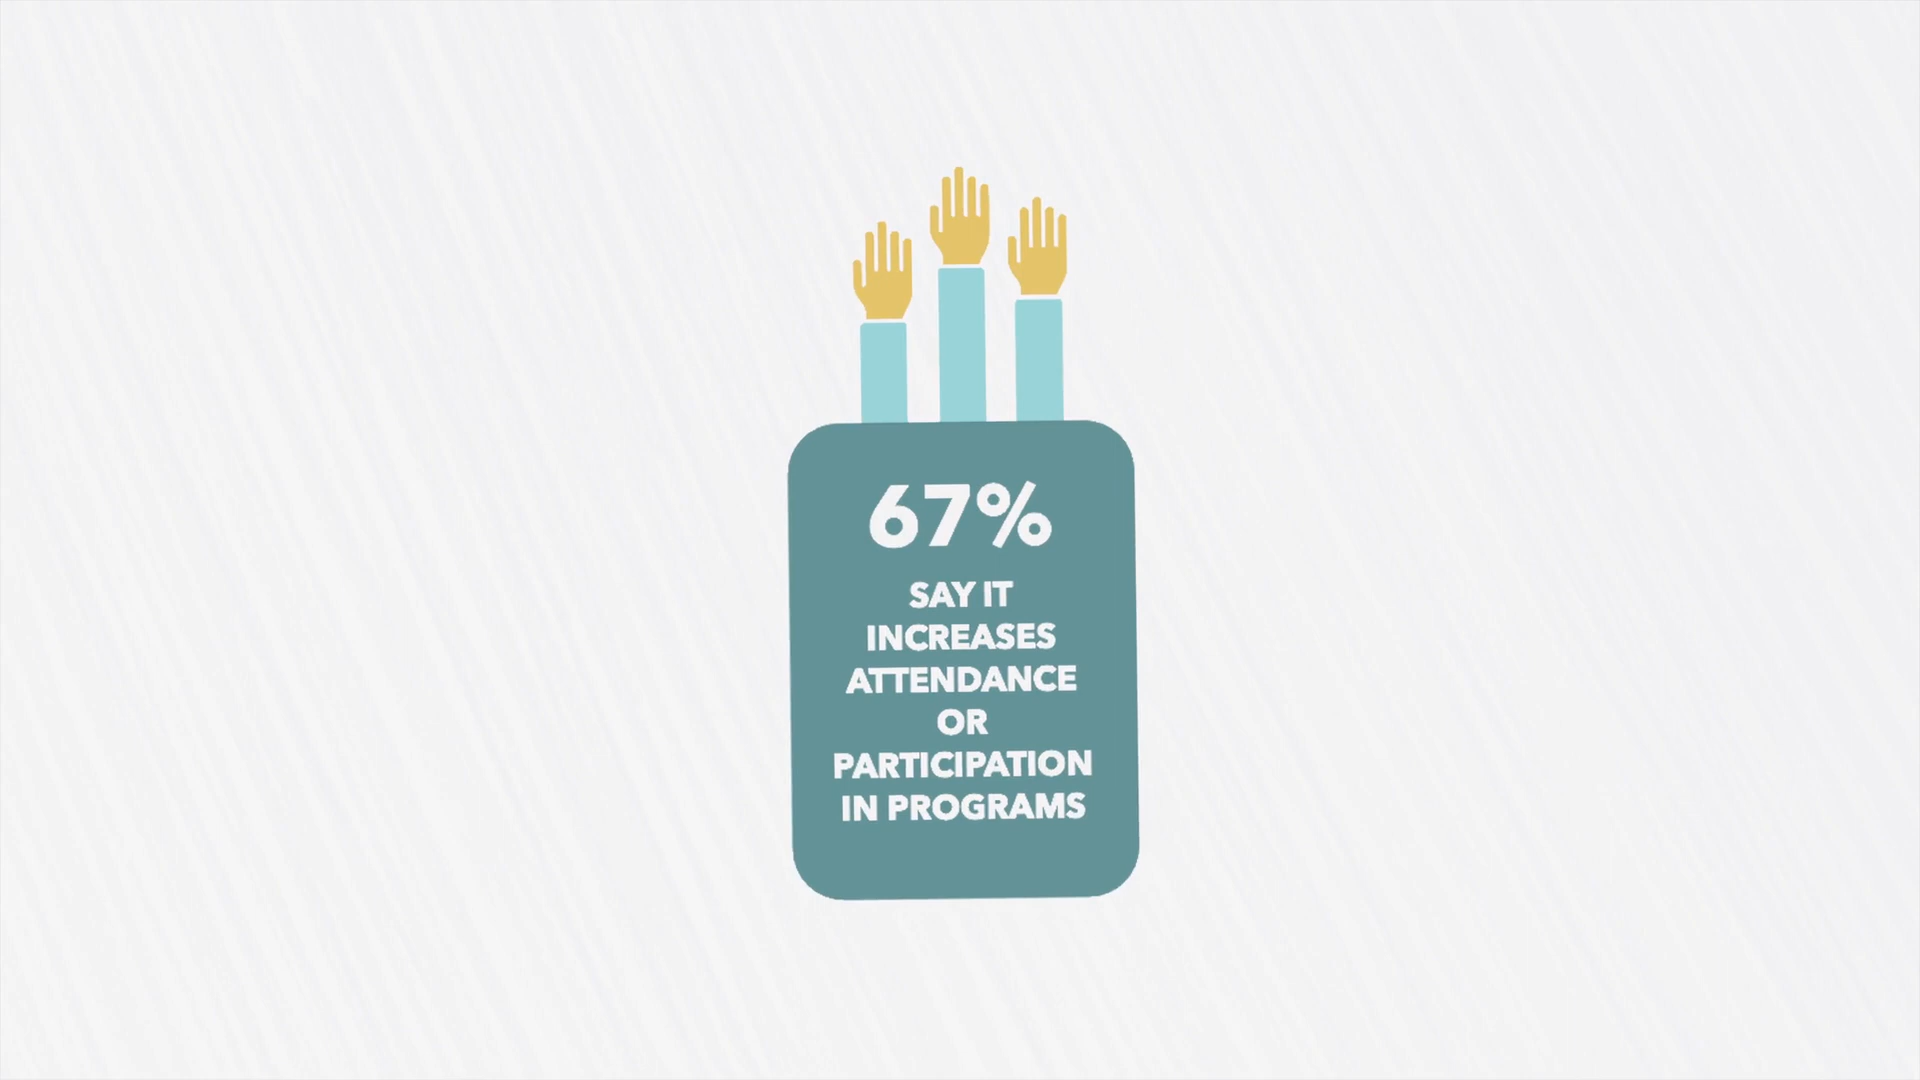 67%
SAY IT
INCREASES
ATTENDANCE
OR
PARTICIPATION
IN PROGRAMS